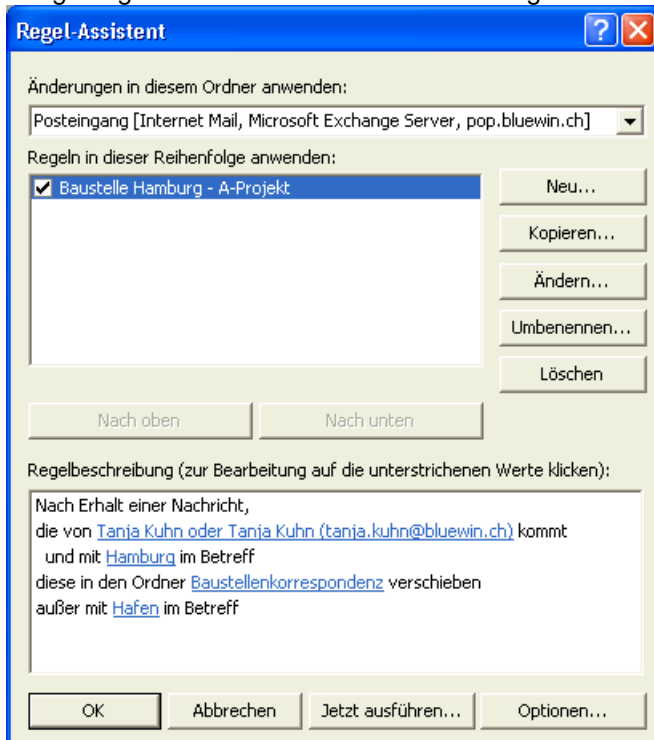 Regel-Assistent
Änderungen in diesem Ordner anwenden:
Posteingang [Internet Mail, Microsoft Exchange Server, pop.bluewin.ch]
Regeln in dieser Reihenfolge anwenden:
Baustelle Hamburg - A-Projekt
Neu...
Kopieren...
Ändern...
Umbenennen...
Löschen
Nach oben
Nach unten
Regelbeschreibung (zur Bearbeitung auf die unterstrichenen Werte klicken):
Nach Erhalt einer Nachricht,
die von Tanja Kuhn oder Tanja Kuhn (tanja.kuhn@bluewin.ch) kommt
und mit Hamburg im Betreff
diese in den Ordner Baustellenkorrespondenz verschieben
außer mit Hafen im Betreff
OK
Abbrechen
Jetzt ausführen...
Optionen...